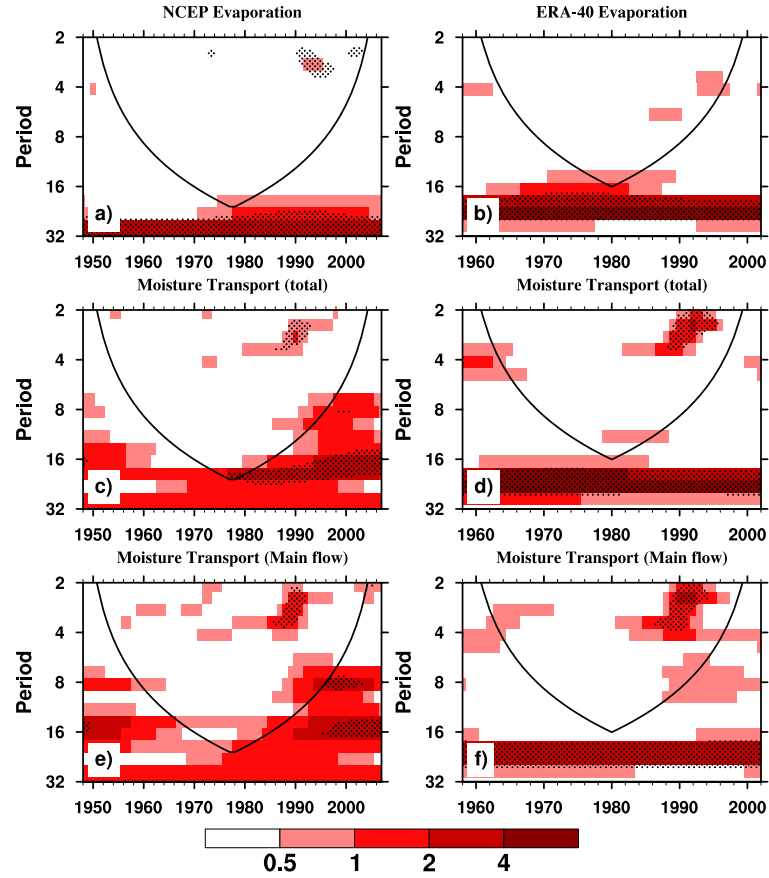 NCEP Evaporation
ERA-40 Evaporation
2
4
8
16
32
Period
a)
1950 1960 1970 1980 1990 2000
2
4
8
16
32
Period
b)
1960 1970 1980 1990 2000
Moisture Transport (total)
Moisture Transport (total)
2
4
8
16
32
Period
c)
1950 1960 1970 1980 1990 2000
2
4
8
16
32
Period
d)
1960 1970 1980 1990 2000
Moisture Transport (Main flow)
Moisture Transport (Main flow)
2
4
8
16
32
Period
e)
1950 1960 1970 1980 1990 2000
2
4
8
16
32
Period
f)
1960 1970 1980 1990 2000
0.5 1 2 4